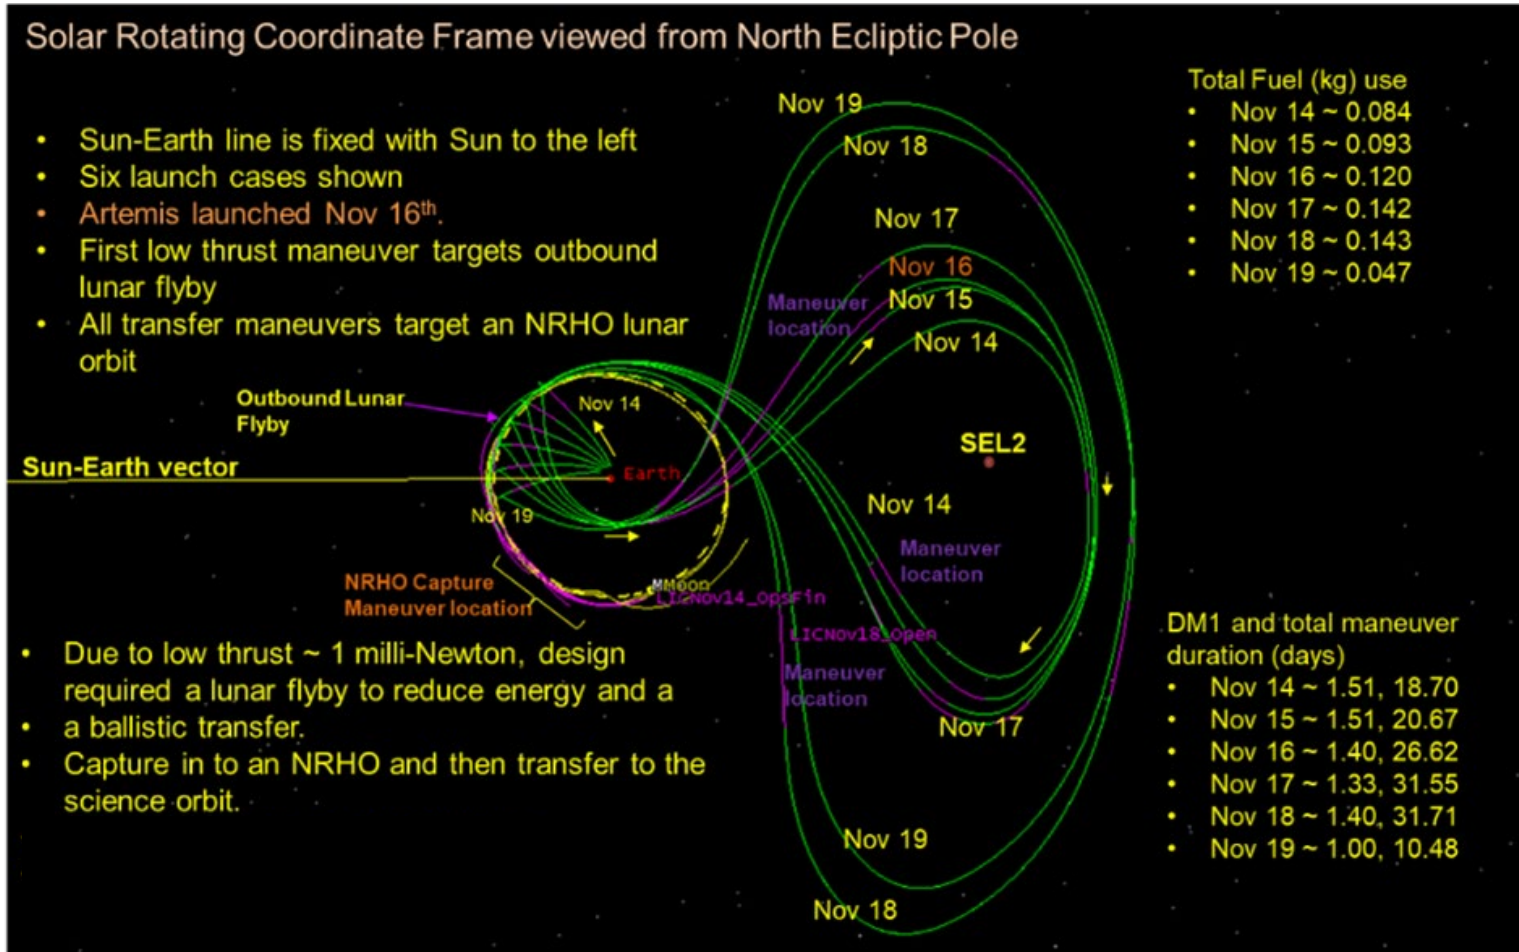 Solar Rotating Coordinate Frame viewed from North Ecliptic Pole
• Sun-Earth line is fixed with Sun to the left
• Six launch cases shown
• Artemis launched Nov 16th.
• First low thrust maneuver targets outbound
lunar flyby
• All transfer maneuvers target an NRHO lunar
orbit
Total Fuel (kg) use
• Nov 14 ~ 0.084
• Nov 15 ~ 0.093
• Nov 16 ~ 0.120
• Nov 17 ~ 0.142
• Nov 18 ~ 0.143
• Nov 19 ~ 0.047
Nov 19
Nov 18
Nov 17
Nov 16
Nov 15
Nov 14
Maneuver
location
Outbound Lunar
Flyby
Nov 14
Sun-Earth vector
Earth
SEL2
Nov 19
Nov 14
Maneuver
location
NRHO Capture
Maneuver location
MMoon
LICNov14_OpsFin
LICNov18_Open
Maneuver
location
Nov 17
Nov 19
Nov 18
• Due to low thrust ~ 1 milli-Newton, design
required a lunar flyby to reduce energy and a
• a ballistic transfer.
• Capture in to an NRHO and then transfer to the
science orbit.
DM1 and total maneuver
duration (days)
• Nov 14 ~ 1.51, 18.70
• Nov 15 ~ 1.51, 20.67
• Nov 16 ~ 1.40, 26.62
• Nov 17 ~ 1.33, 31.55
• Nov 18 ~ 1.40, 31.71
• Nov 19 ~ 1.00, 10.48